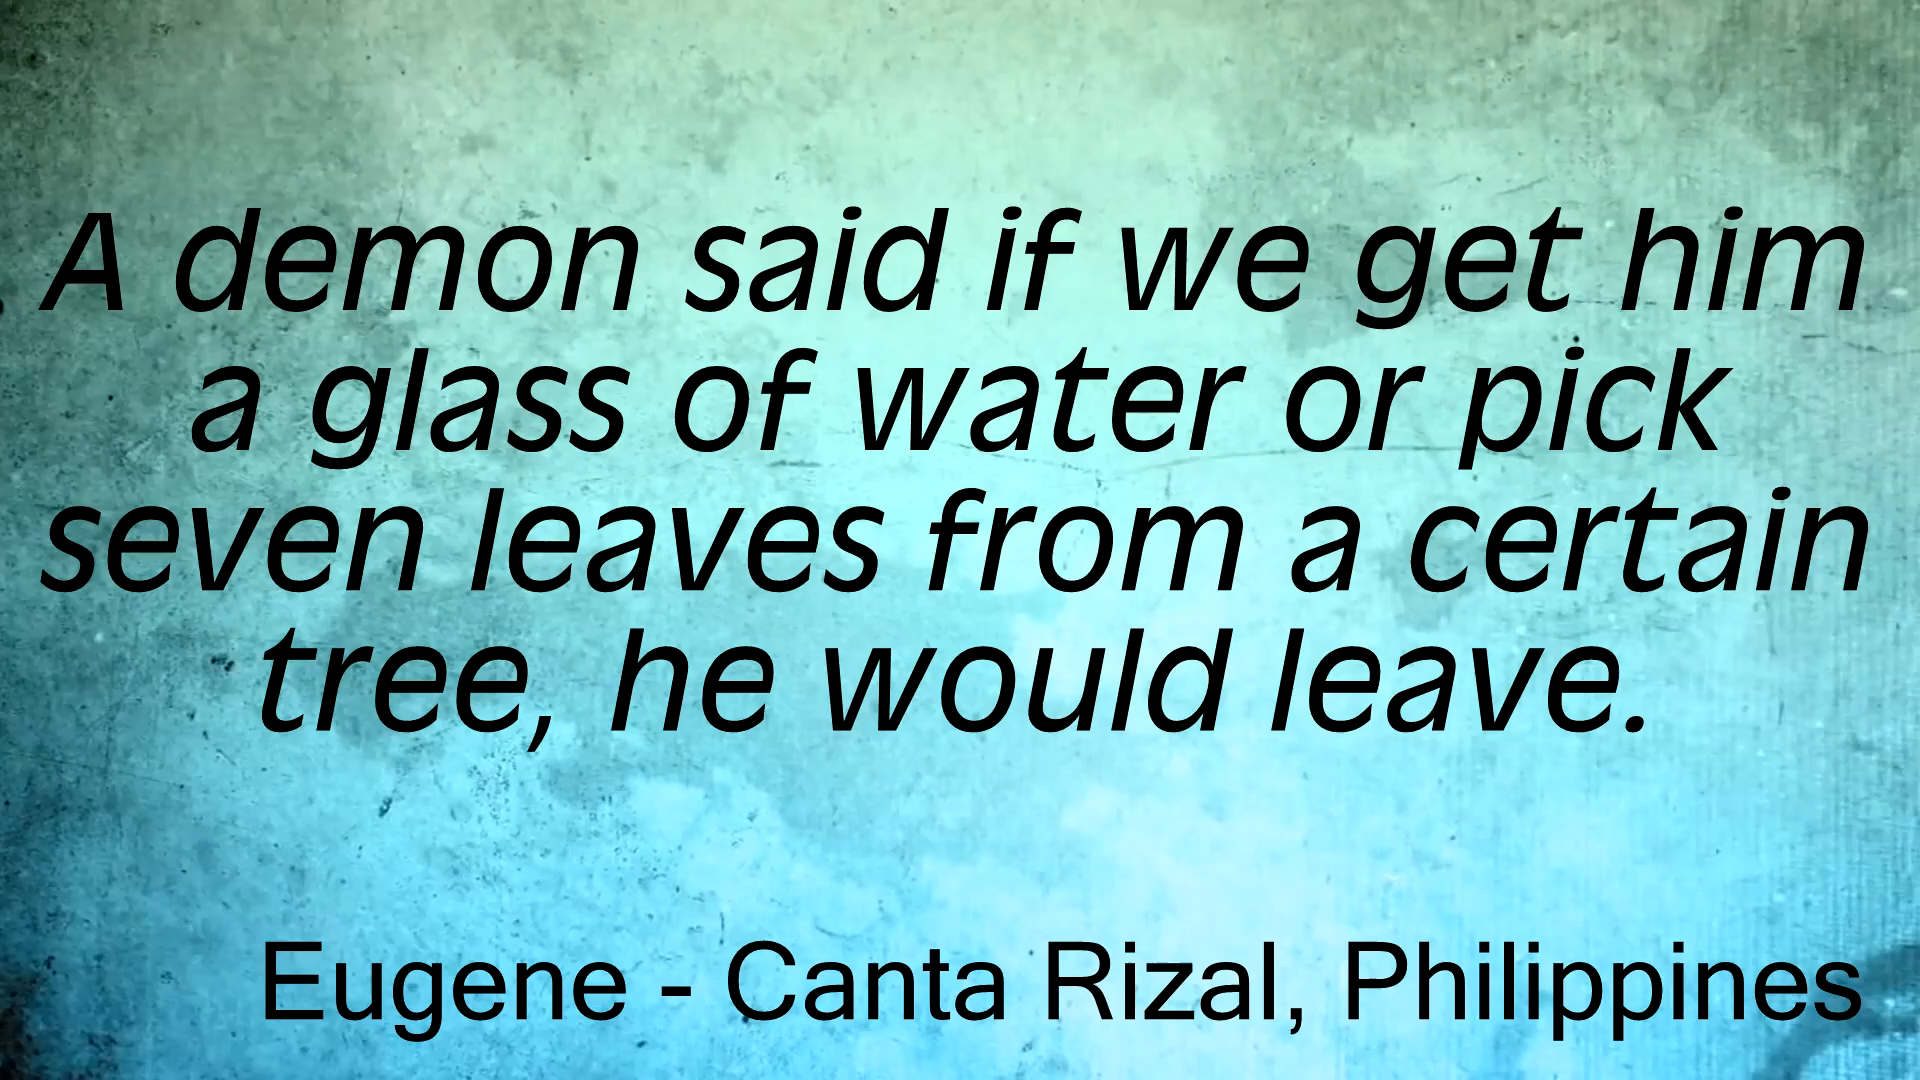 A demon said if we get him
a glass of water or pick
seven leaves from a certain
tree, he would leave.
Eugene - Canta Rizal, Philippines